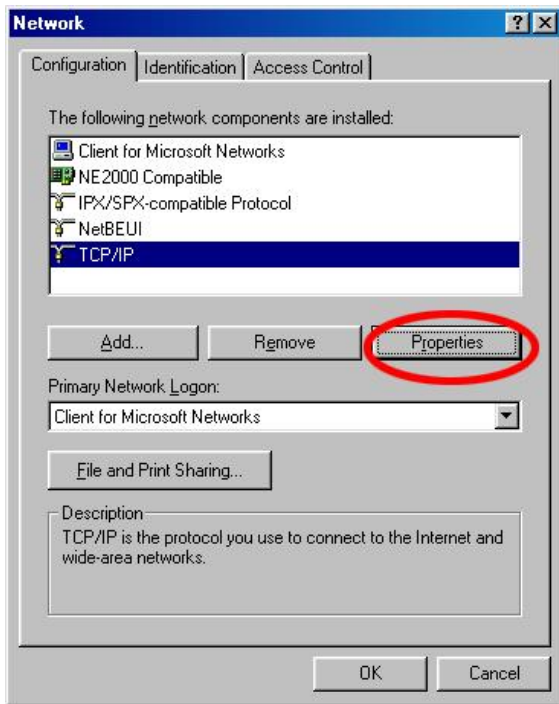 Network
Configuration Identification Access Control
The following network components are installed:
Client for Microsoft Networks
NE2000 Compatible
IPX/SPX-compatible Protocol
NetBEUI
TCP/IP
Add... Remove Properties
Primary Network Logon:
Client for Microsoft Networks
File and Print Sharing...
Description
TCP/IP is the protocol you use to connect to the Internet and
wide-area networks.
OK Cancel